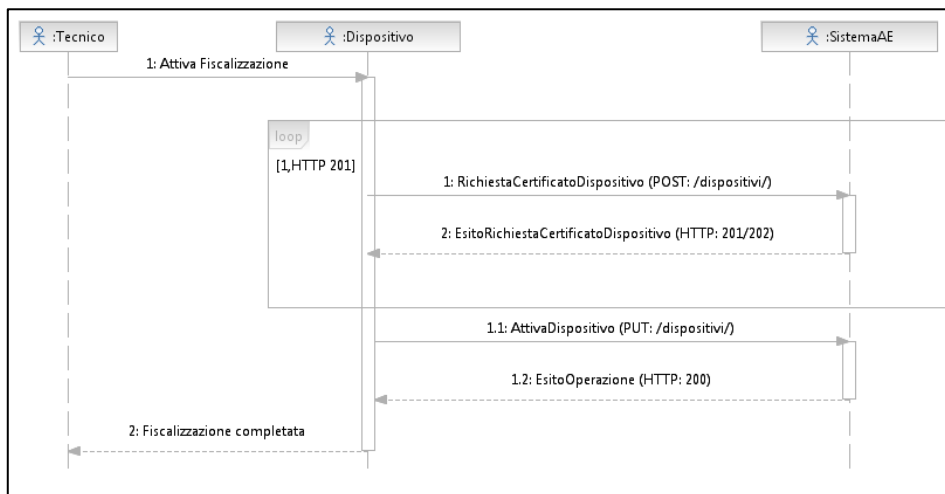 :Tecnico
:Dispositivo
:SistemaAE
1: Attiva Fiscalizzazione
loop
[1,HTTP 201]
1: RichiestaCertificatoDispositivo (POST: /dispositivi/)
2: EsitoRichiestaCertificatoDispositivo (HTTP: 201/202)
1.1: AttivaDispositivo (PUT: /dispositivi/)
1.2: EsitoOperazione (HTTP: 200)
2: Fiscalizzazione completata